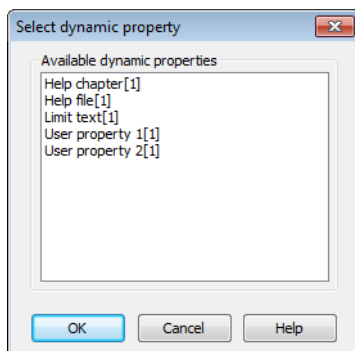 Select dynamic property
Available dynamic properties
Help chapter[1]
Help file[1]
Limit text[1]
User property 1[1]
User property 2[1]
OK Cancel Help